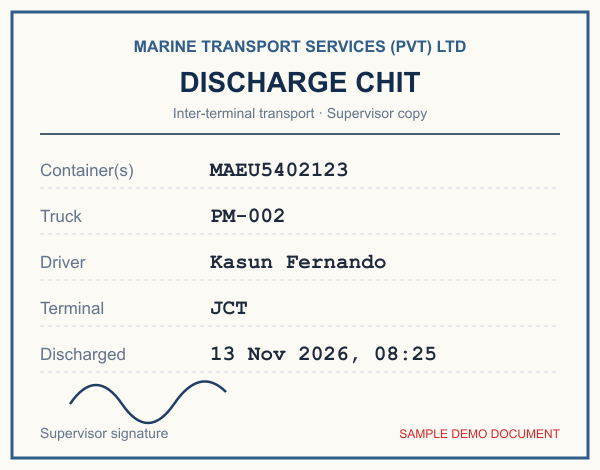 MARINE TRANSPORT SERVICES (PVT) LTD
DISCHARGE CHIT
Inter-terminal transport · Supervisor copy
Container(s) MAEU5402123
Truck PM-002
Driver Kasun Fernando
Terminal JCT
Discharged 13 Nov 2026, 08:25
Supervisor signature SAMPLE DEMO DOCUMENT